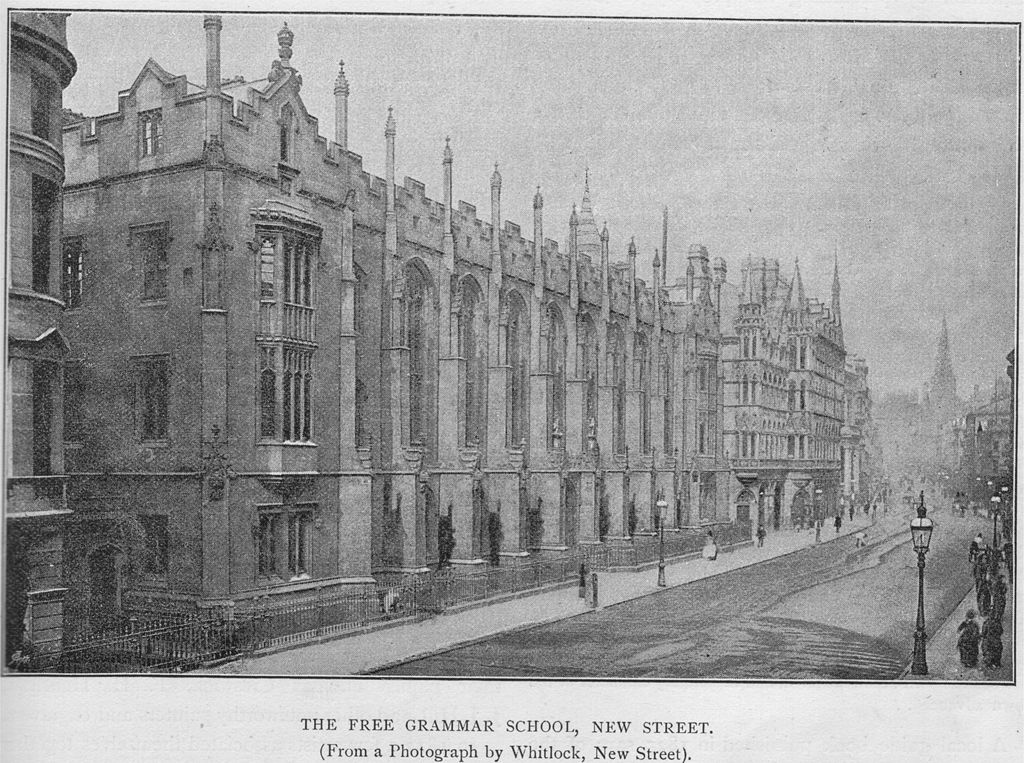 THE FREE GRAMMAR SCHOOL, NEW STREET.
(From a Photograph by Whitlock, New Street).